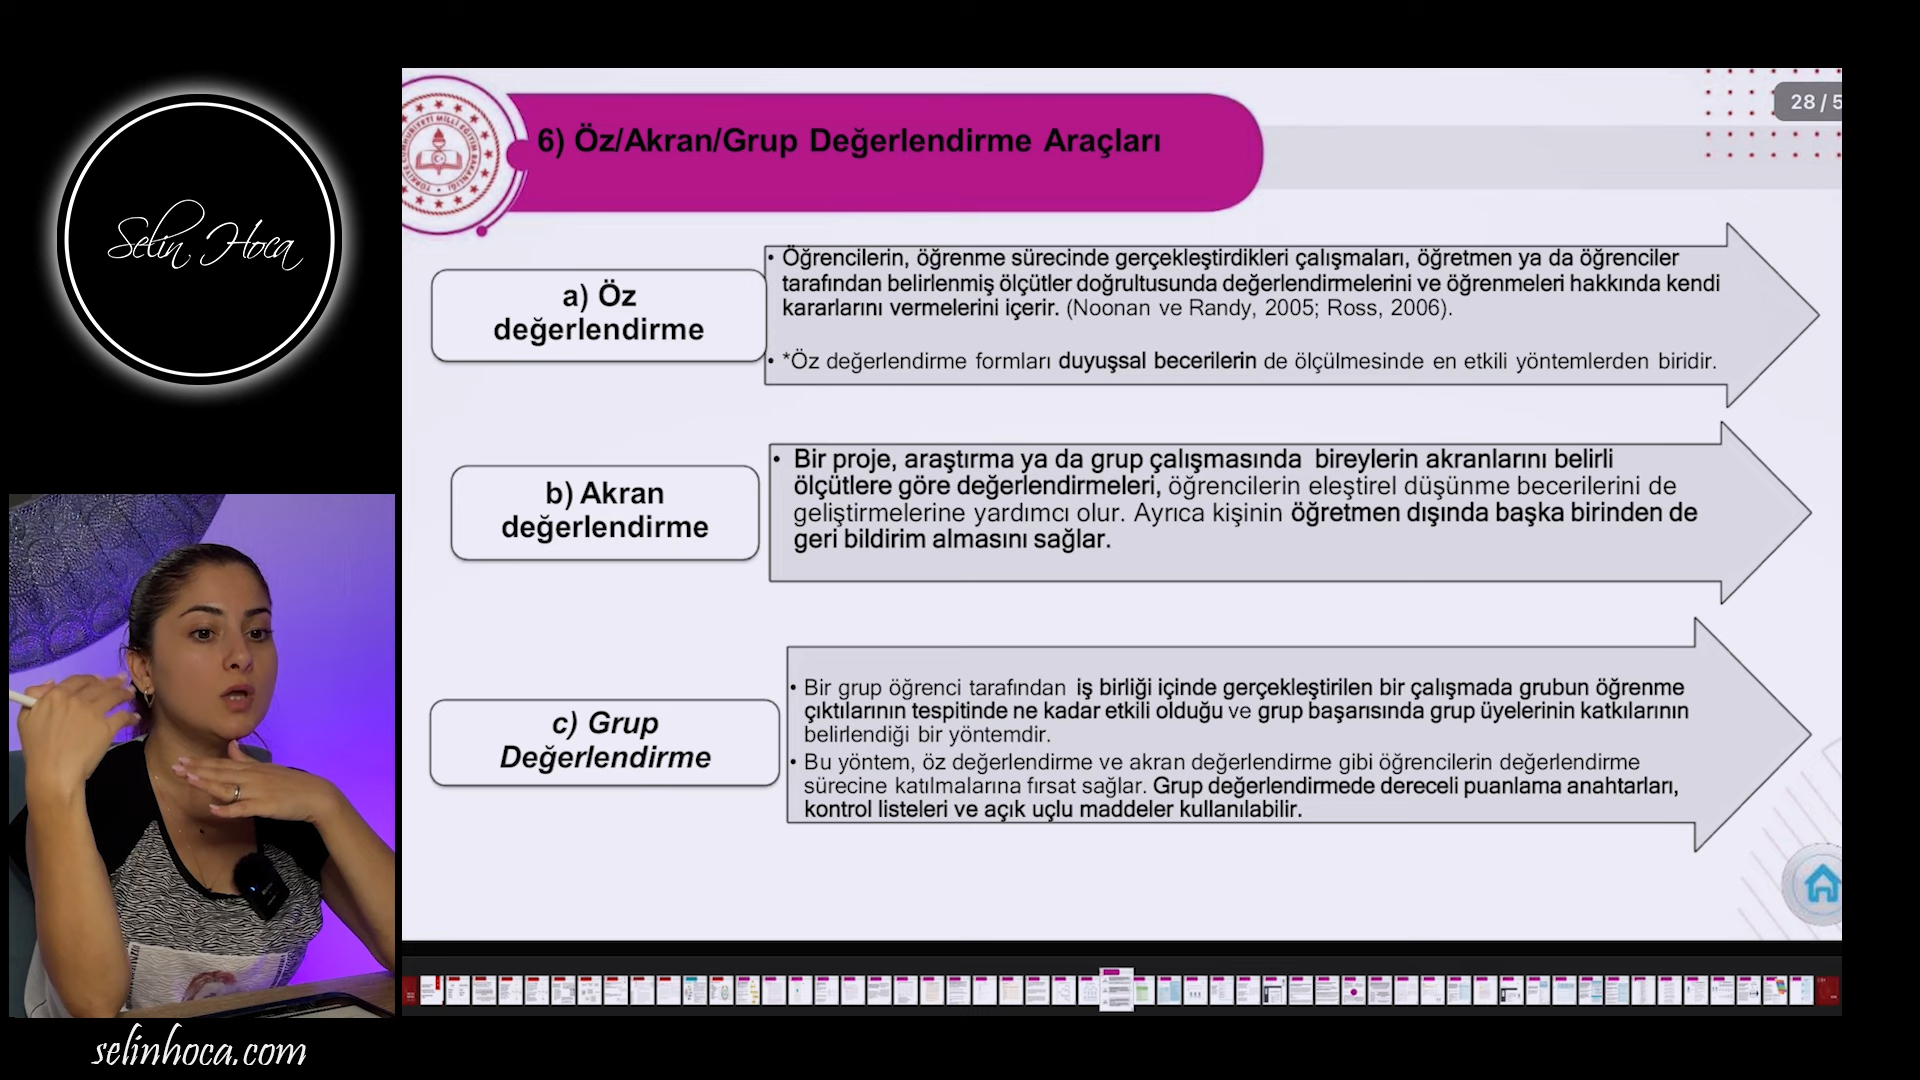 Selin Hoca
28 / 5
6) Öz/Akran/Grup Değerlendirme Araçları
a) Öz
değerlendirme
• Öğrencilerin, öğrenme sürecinde gerçekleştirdikleri çalışmaları, öğretmen ya da öğrenciler
tarafından belirlenmiş ölçütler doğrultusunda değerlendirmelerini ve öğrenmeleri hakkında kendi
kararlarını vermelerini içerir. (Noonan ve Randy, 2005; Ross, 2006).
• *Öz değerlendirme formları duyuşsal becerilerin de ölçülmesinde en etkili yöntemlerden biridir.
b) Akran
değerlendirme
• Bir proje, araştırma ya da grup çalışmasında bireylerin akranlarını belirli
ölçütlere göre değerlendirmeleri, öğrencilerin eleştirel düşünme becerilerini de
geliştirmelerine yardımcı olur. Ayrıca kişinin öğretmen dışında başka birinden de
geri bildirim almasını sağlar.
c) Grup
Değerlendirme
• Bir grup öğrenci tarafından iş birliği içinde gerçekleştirilen bir çalışmada grubun öğrenme
çıktılarının tespitinde ne kadar etkili olduğu ve grup başarısında grup üyelerinin katkılarının
belirlendiği bir yöntemdir.
• Bu yöntem, öz değerlendirme ve akran değerlendirme gibi öğrencilerin değerlendirme
sürecine katılmalarına fırsat sağlar. Grup değerlendirmede dereceli puanlama anahtarları,
kontrol listeleri ve açık uçlu maddeler kullanılabilir.
selinhoca.com